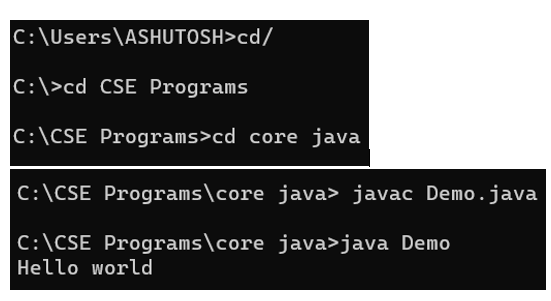 C:\Users\ASHUTOSH>cd/
C:\>cd CSE Programs
C:\CSE Programs>cd core java
C:\CSE Programs\core java> javac Demo.java
C:\CSE Programs\core java>java Demo
Hello world